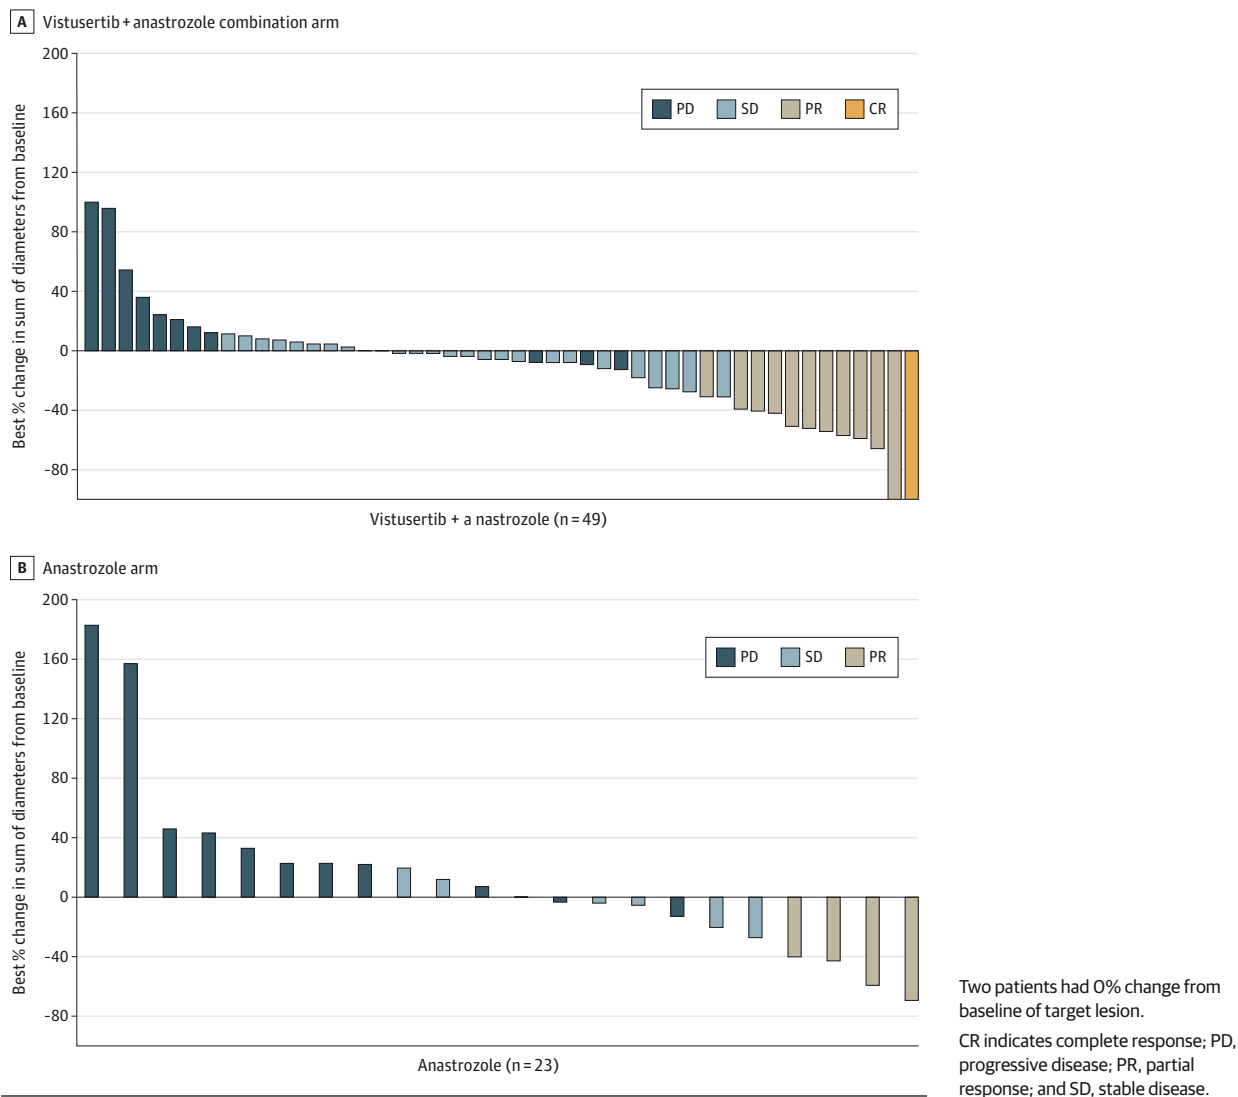 A Vistusertib + anastrozole combination arm
200
160
120
80
40
0
-40
-80
Best % change in sum of diameters from baseline
PD SD PR CR
Vistusertib + a nastrozole (n = 49)
B Anastrozole arm
200
160
120
80
40
0
-40
-80
Best % change in sum of diameters from baseline
PD SD PR
Anastrozole (n = 23)
Two patients had 0% change from
baseline of target lesion.
CR indicates complete response; PD,
progressive disease; PR, partial
response; and SD, stable disease.